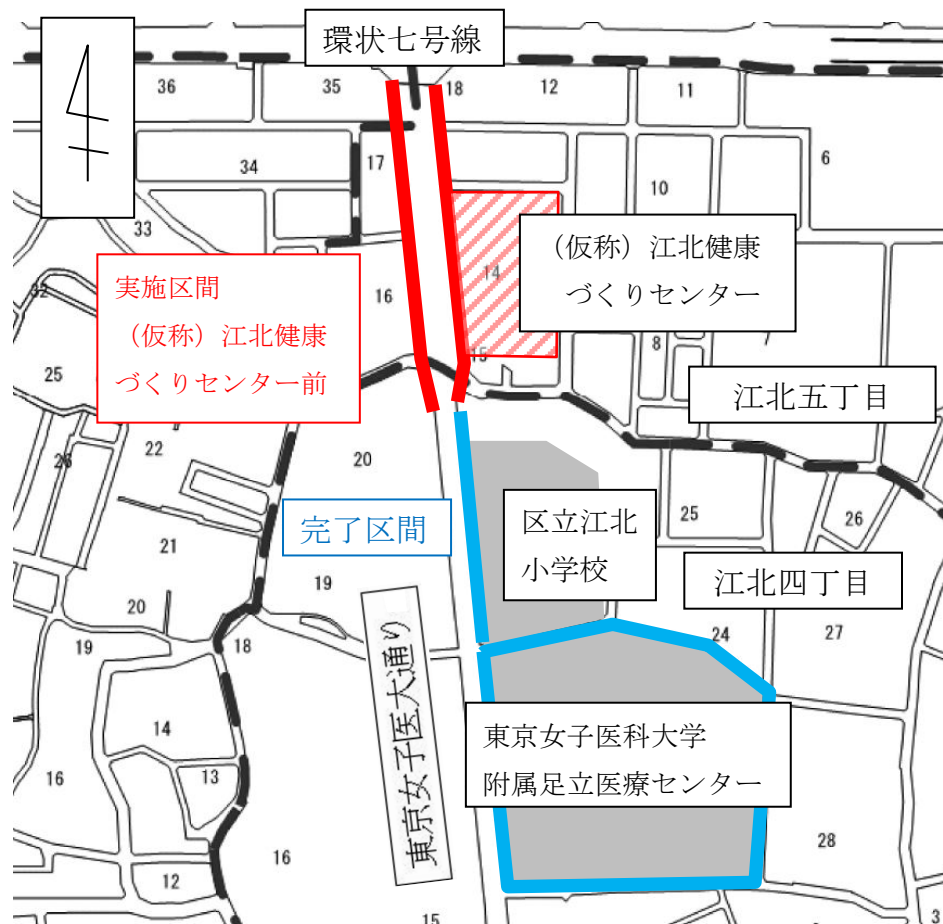 環状七号線
36
35
18
12
11
6
17
34
10
33
（仮称）江北健康
づくりセンター
14
16
実施区間
（仮称）江北健康
づくりセンター前
32
15
8
7
25
江北五丁目
22
26
20
完了区間
区立江北
小学校
25
26
21
19
江北四丁目
20
24
27
19
18
東京女子医大通り
14
東京女子医科大学
附属足立医療センター
16
13
28
16
12
15
3